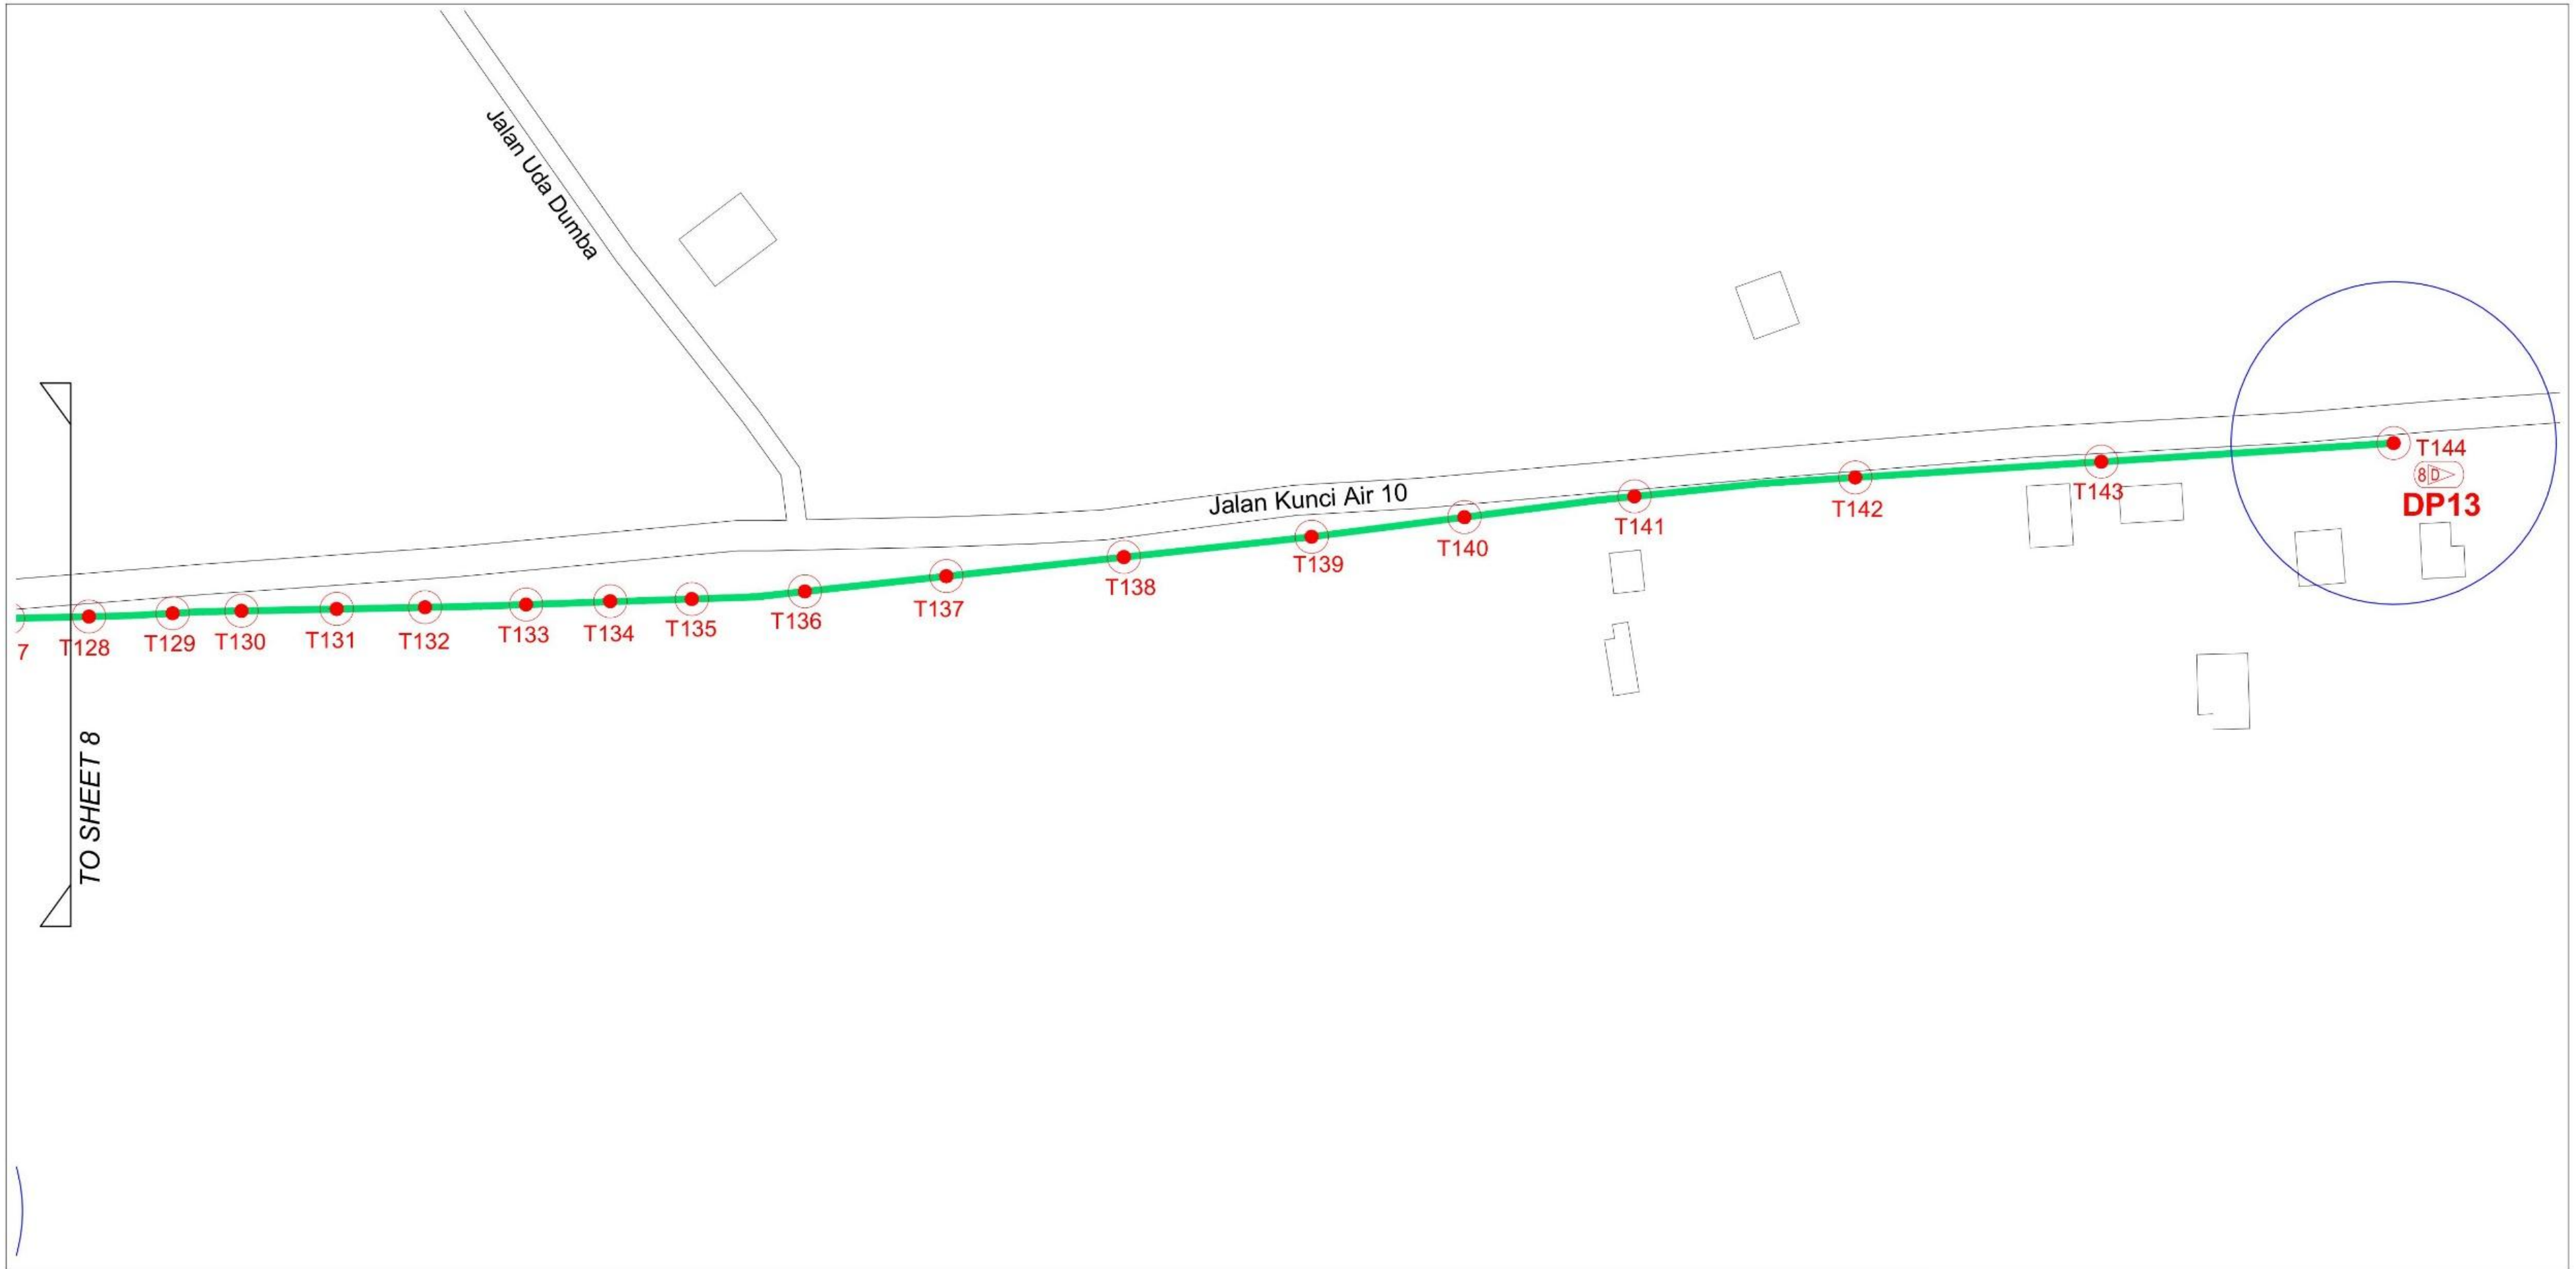 Jalan Uda Dumba
Jalan Kunci Air 10
T144
8 D
DP13
T143
T142
T141
T140
T139
T138
T137
T136
T135
T134
T133
T132
T131
T130
T129
T128
7
TO SHEET 8